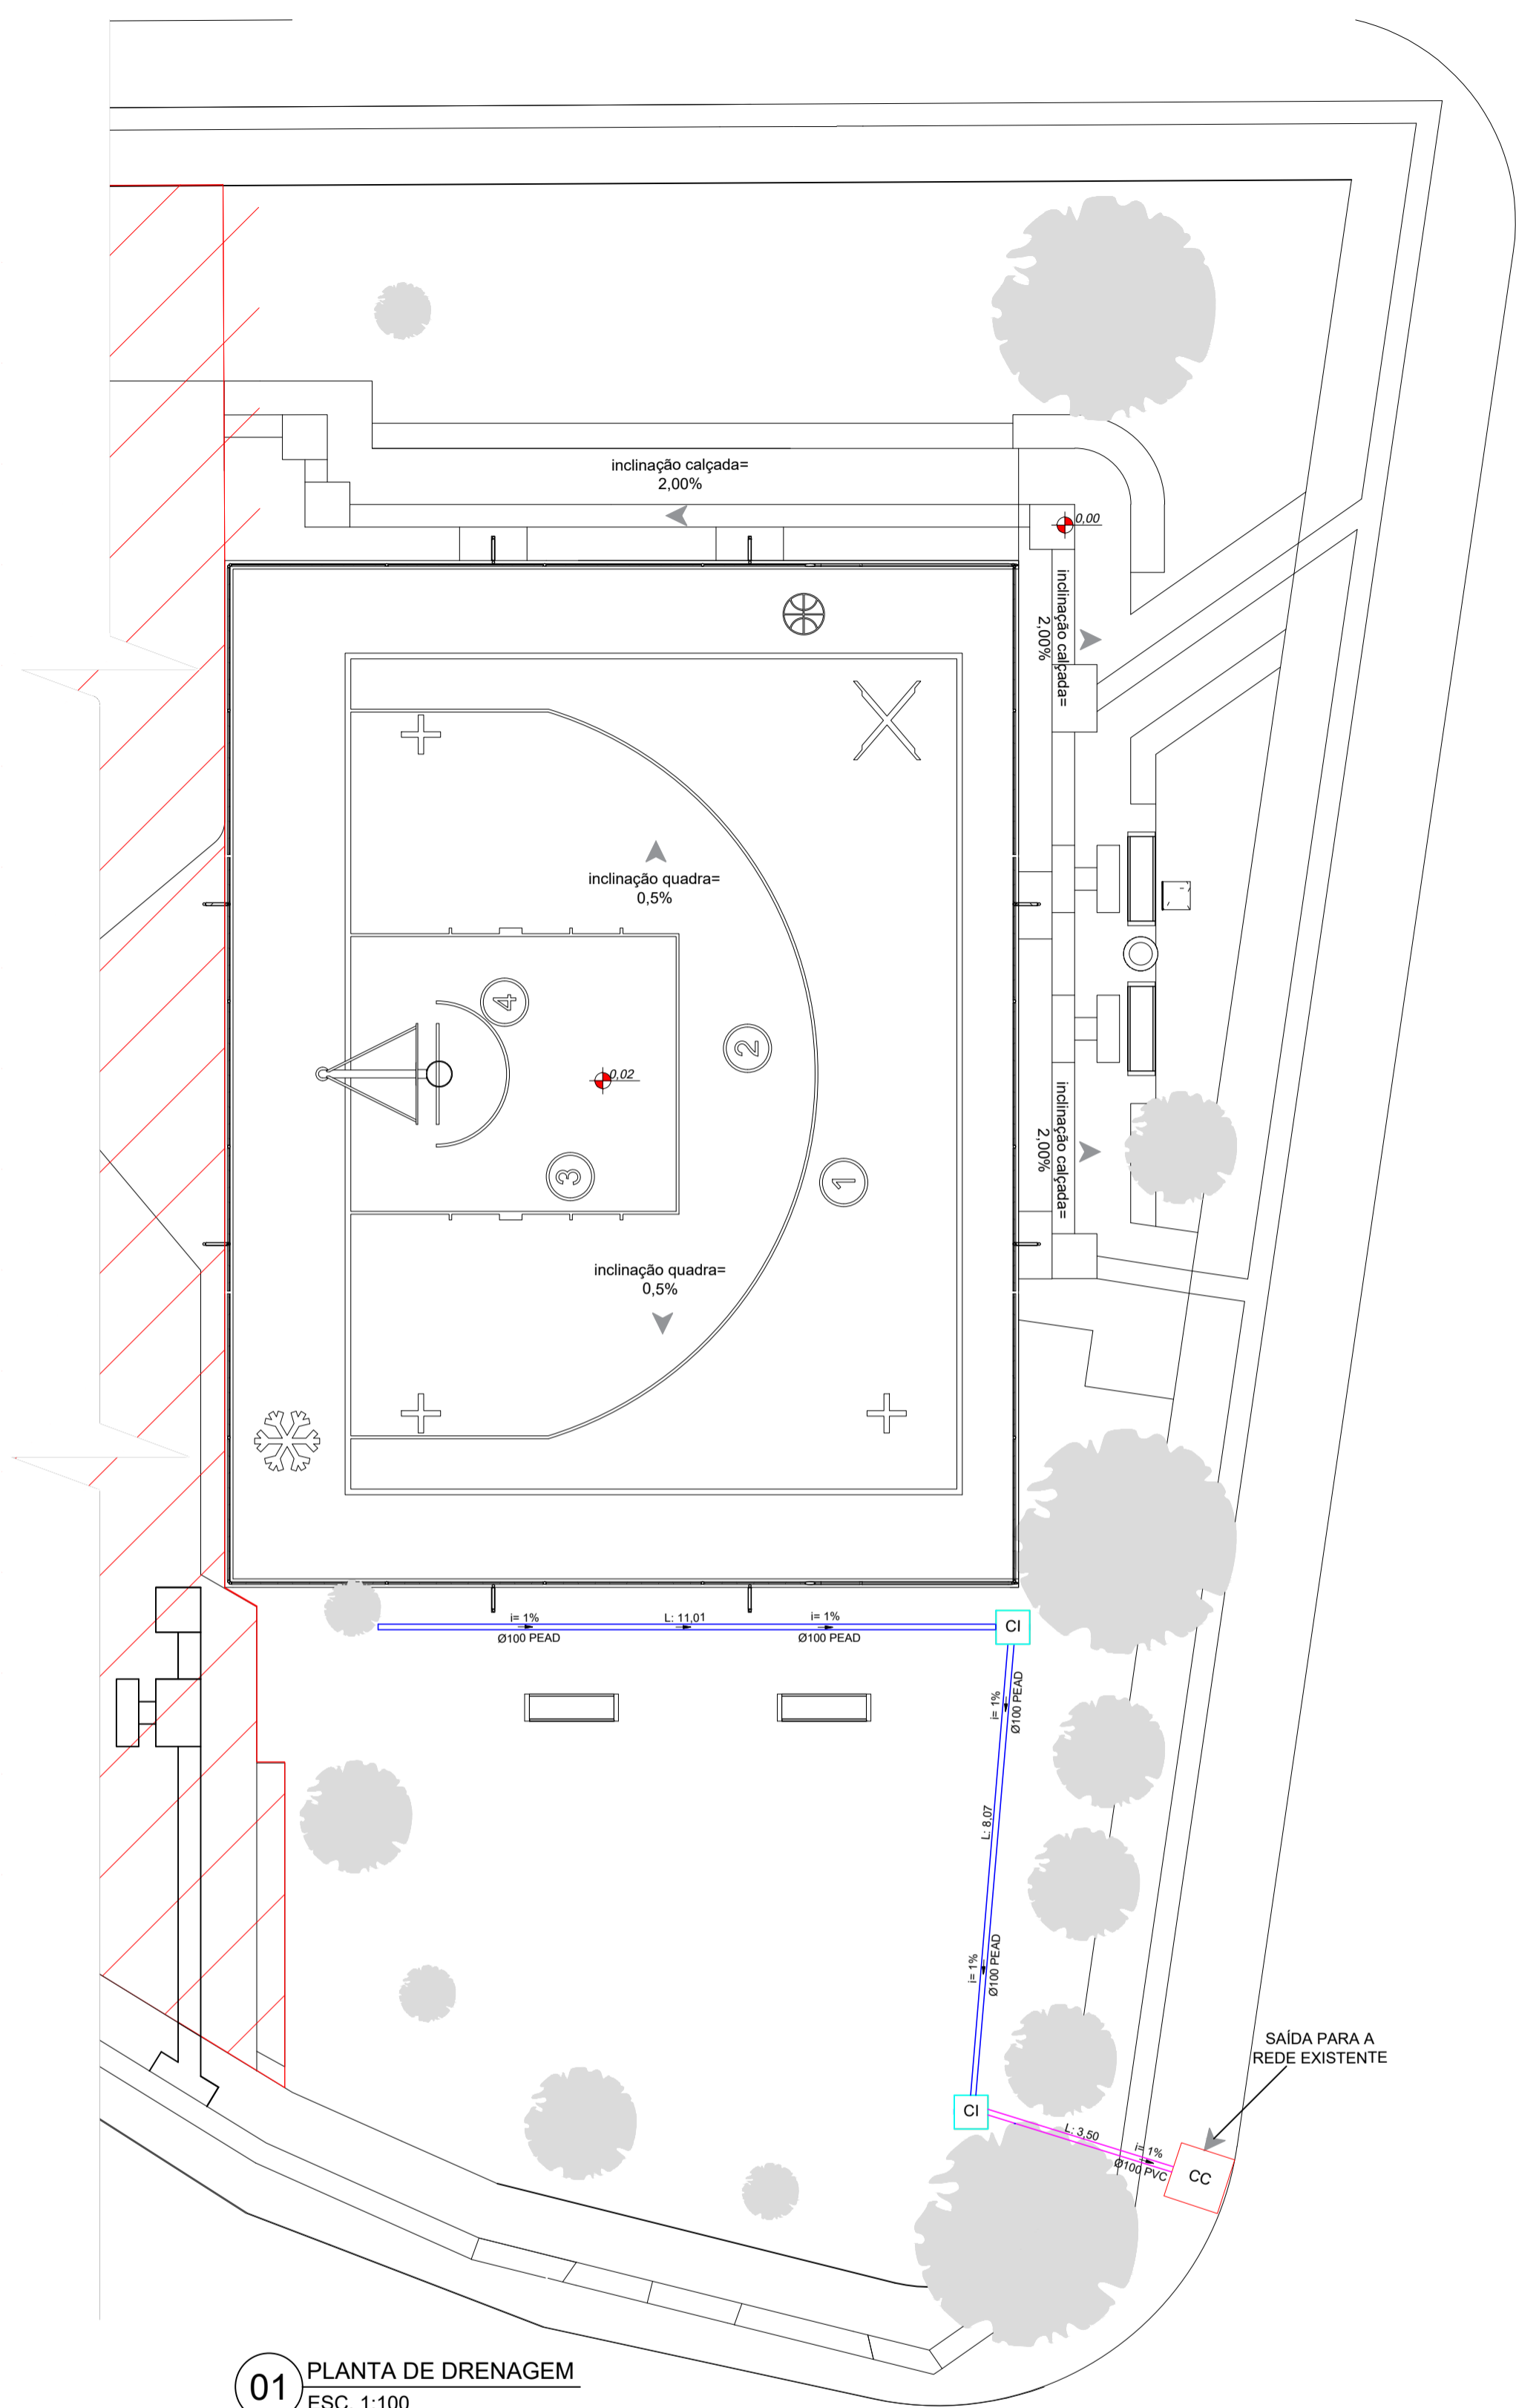 inclinação calçada=
2,00%
0,00
inclinação calçada=
2,00%
inclinação quadra=
0,5%
4
2
0,02
3
1
inclinação calçada=
2,00%
inclinação quadra=
0,5%
i= 1%
L: 11,01
i= 1%
Ø100 PEAD
Ø100 PEAD
CI
i= 1%
Ø100 PEAD
L: 8,07
i= 1%
Ø100 PEAD
SAÍDA PARA A
REDE EXISTENTE
CI
L: 3,50
i= 1%
Ø100 PVC
CC
01
PLANTA DE DRENAGEM
ESC. 1:100